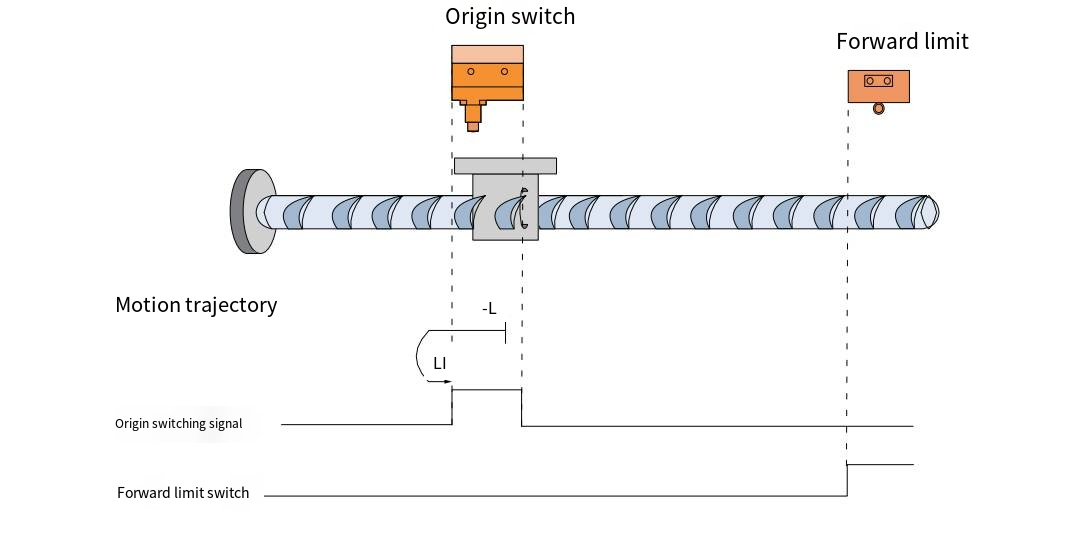 Origin switch
Forward limit
Motion trajectory
-L
LI
Origin switching signal
Forward limit switch